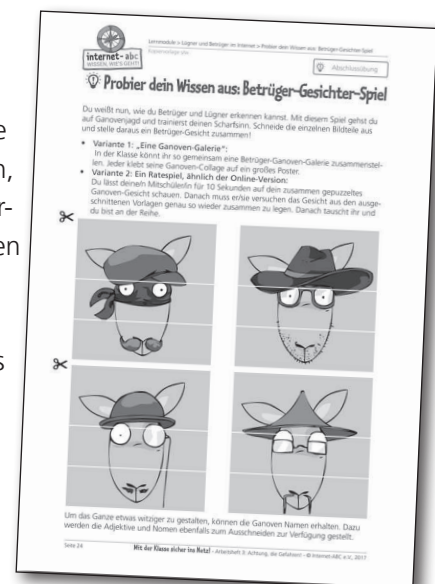 e
n,
r-
en
s
internet-abc
WISSEN, WIE'S GEHT!
Lernmodule > Lügner und Betrüger im Internet > Probier dein Wissen aus: Betrüger-Gesichter-Spiel
Abschlussübung
Probier dein Wissen aus: Betrüger-Gesichter-Spiel
Du weißt nun, wie du Betrüger und Lügner erkennen kannst. Mit diesem Spiel gehst du
auf Ganovenjagd und trainierst deinen Scharfsinn. Schneide die einzelnen Bildteile aus
und stelle daraus ein Betrüger-Gesicht zusammen!
• Variante 1: „Eine Ganoven-Galerie“:
In der Klasse könnt ihr so gemeinsam eine Betrüger-Ganoven-Galerie zusammenstel-
len. Jeder klebt seine Ganoven-Collage auf ein großes Poster.
• Variante 2: Ein Ratespiel, ähnlich der Online-Version:
Du lässt deine/n Mitschüler/in für 10 Sekunden auf dein zusammen gepuzzeltes
Ganoven-Gesicht schauen. Danach muss er/sie versuchen das Gesicht aus den ausge-
schnittenen Vorlagen genau so wieder zusammen zu legen. Danach tauscht ihr und
du bist an der Reihe.
Um das Ganze etwas witziger zu gestalten, können die Ganoven Namen erhalten. Dazu
werden die Adjektive und Nomen ebenfalls zum Ausschneiden zur Verfügung gestellt.
Seite 24 Mit der Klasse sicher ins Netz! - Arbeitsheft 3: Achtung, die Gefahren! - © Internet-ABC e.V., 2017